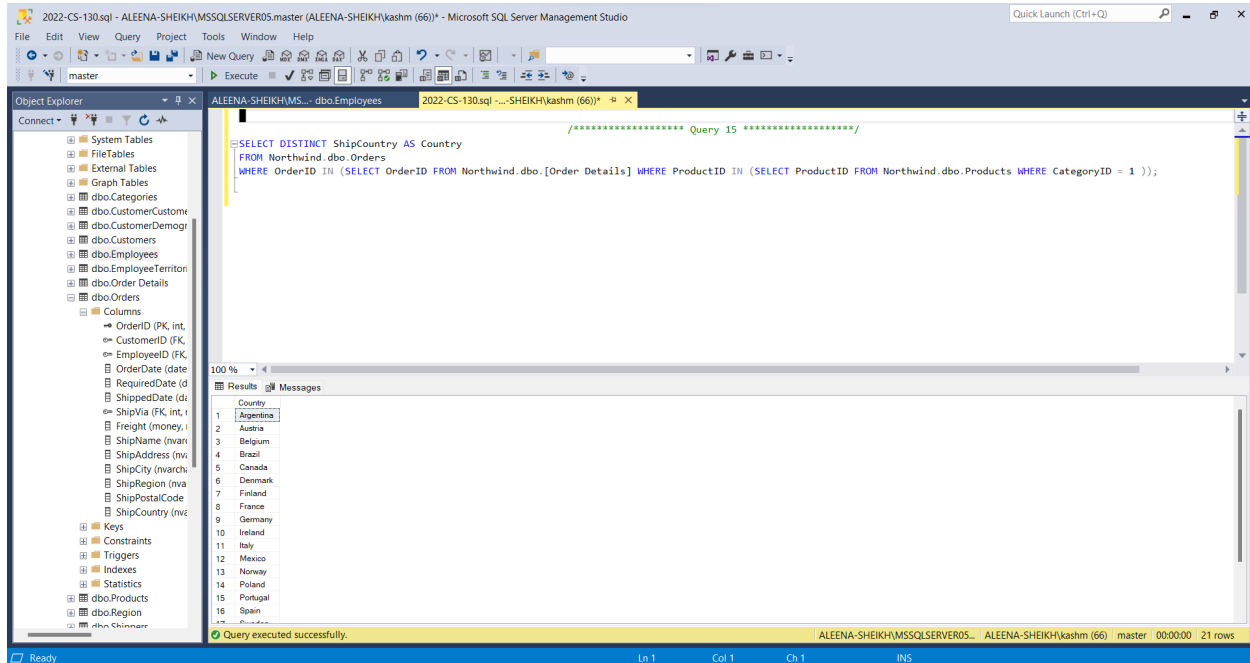 2022-CS-130.sql - ALEENA-SHEIKH\MSSQLSERVER05.master (ALEENA-SHEIKH\kashm (66))* - Microsoft SQL Server Management Studio
Quick Launch (Ctrl+Q)
File Edit View Query Project Tools Window Help
New Query
master
Execute
Object Explorer
Connect
System Tables
FileTables
External Tables
Graph Tables
dbo.Categories
dbo.CustomerCustome
dbo.CustomerDemogr
dbo.Customers
dbo.Employees
dbo.EmployeeTerritori
dbo.Order Details
dbo.Orders
Columns
OrderID (PK, int,
CustomerID (FK,
EmployeeID (FK,
OrderDate (date
RequiredDate (d
ShippedDate (da
ShipVia (FK, int, n
Freight (money,
ShipName (nvarc
ShipAddress (nva
ShipCity (nvarcha
ShipRegion (nva
ShipPostalCode
ShipCountry (nva
Keys
Constraints
Triggers
Indexes
Statistics
dbo.Products
dbo.Region
dbo.Shippers
ALEENA-SHEIKH\MS...- dbo.Employees
2022-CS-130.sql -...-SHEIKH\kashm (66))*
/******************* Query 15 *******************/
SELECT DISTINCT ShipCountry AS Country
FROM Northwind.dbo.Orders
WHERE OrderID IN (SELECT OrderID FROM Northwind.dbo.[Order Details] WHERE ProductID IN (SELECT ProductID FROM Northwind.dbo.Products WHERE CategoryID = 1 ));
100 %
Results Messages
Country
1 Argentina
2 Austria
3 Belgium
4 Brazil
5 Canada
6 Denmark
7 Finland
8 France
9 Germany
10 Ireland
11 Italy
12 Mexico
13 Norway
14 Poland
15 Portugal
16 Spain
17 Sweden
Query executed successfully.
ALEENA-SHEIKH\MSSQLSERVER05... ALEENA-SHEIKH\kashm (66) master 00:00:00 21 rows
Ready Ln 1 Col 1 Ch 1 INS